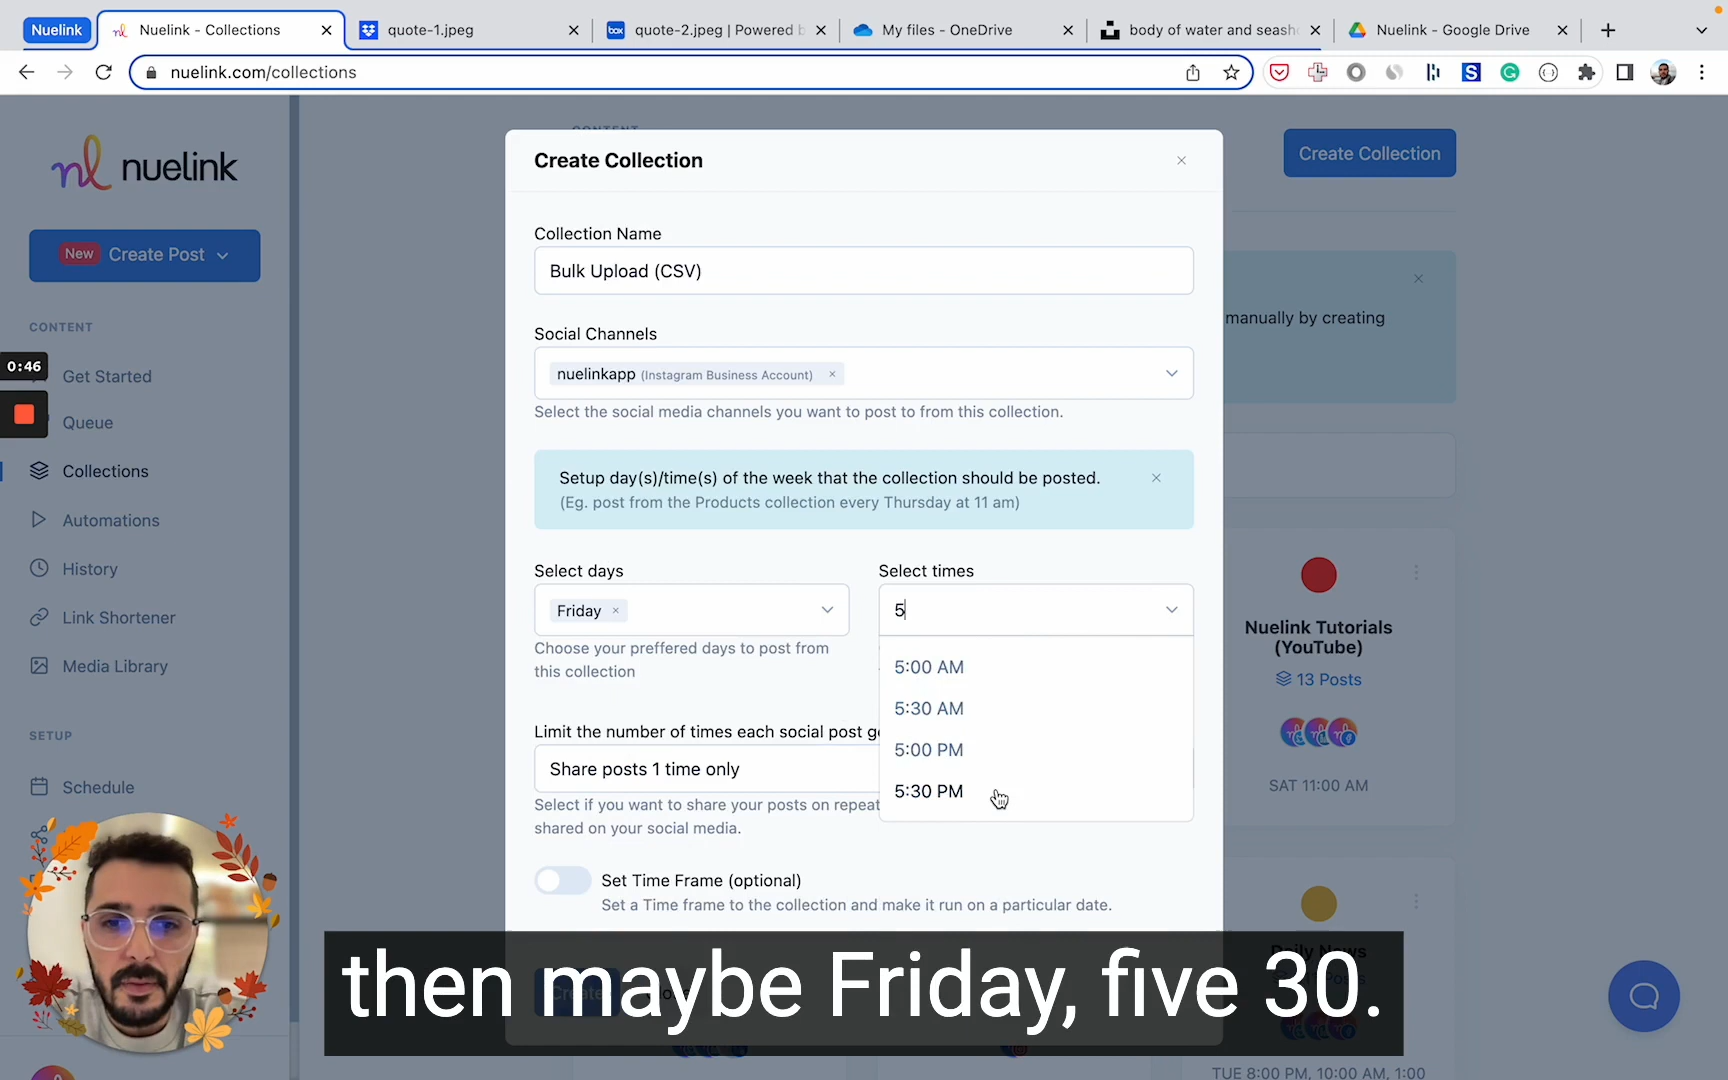 Nuelink
Nuelink - Collections
quote-1.jpeg
box
quote-2.jpeg | Powered b
My files - OneDrive
body of water and seash
Nuelink - Google Drive
nuelink.com/collections
nl nuelink
New Create Post
CONTENT
Get Started
Queue
Collections
Automations
History
Link Shortener
Media Library
SETUP
Schedule
0:46
CONTENT
Create Collection
manually by creating
Create Collection
Collection Name
Bulk Upload (CSV)
Social Channels
nuelinkapp (Instagram Business Account) ×
Select the social media channels you want to post to from this collection.
Setup day(s)/time(s) of the week that the collection should be posted.
(Eg. post from the Products collection every Thursday at 11 am)
Select days
Friday ×
Choose your preffered days to post from
this collection
Select times
5
5:00 AM
5:30 AM
5:00 PM
5:30 PM
Limit the number of times each social post g
Share posts 1 time only
Select if you want to share your posts on repeat
shared on your social media.
Set Time Frame (optional)
Set a Time frame to the collection and make it run on a particular date.
Nuelink Tutorials
(YouTube)
13 Posts
SAT 11:00 AM
Daily News
TUE 8:00 PM, 10:00 AM, 1:00
then maybe Friday, five 30.